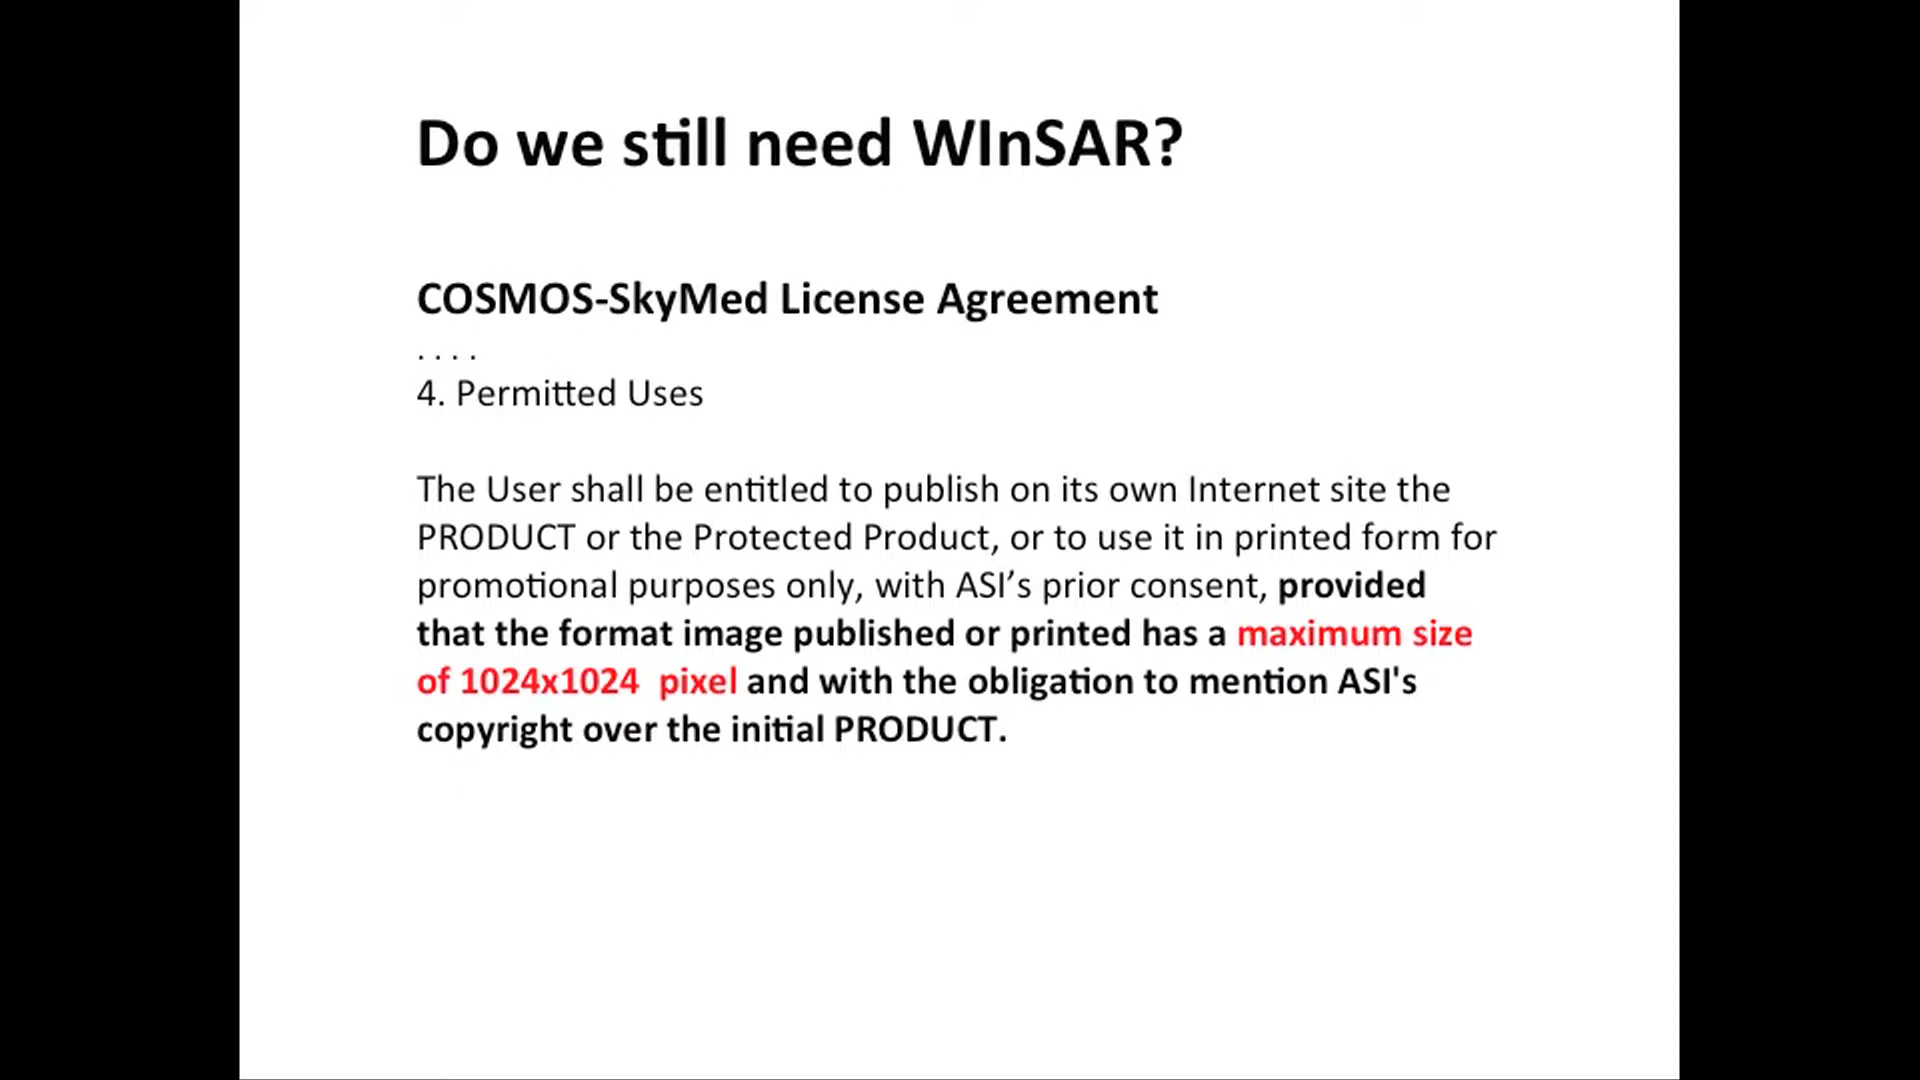 Do we still need WInSAR?
COSMOS-SkyMed License Agreement
. . . .
4. Permitted Uses
The User shall be entitled to publish on its own Internet site the
PRODUCT or the Protected Product, or to use it in printed form for
promotional purposes only, with ASI’s prior consent, provided
that the format image published or printed has a maximum size
of 1024x1024  pixel and with the obligation to mention ASI's
copyright over the initial PRODUCT.